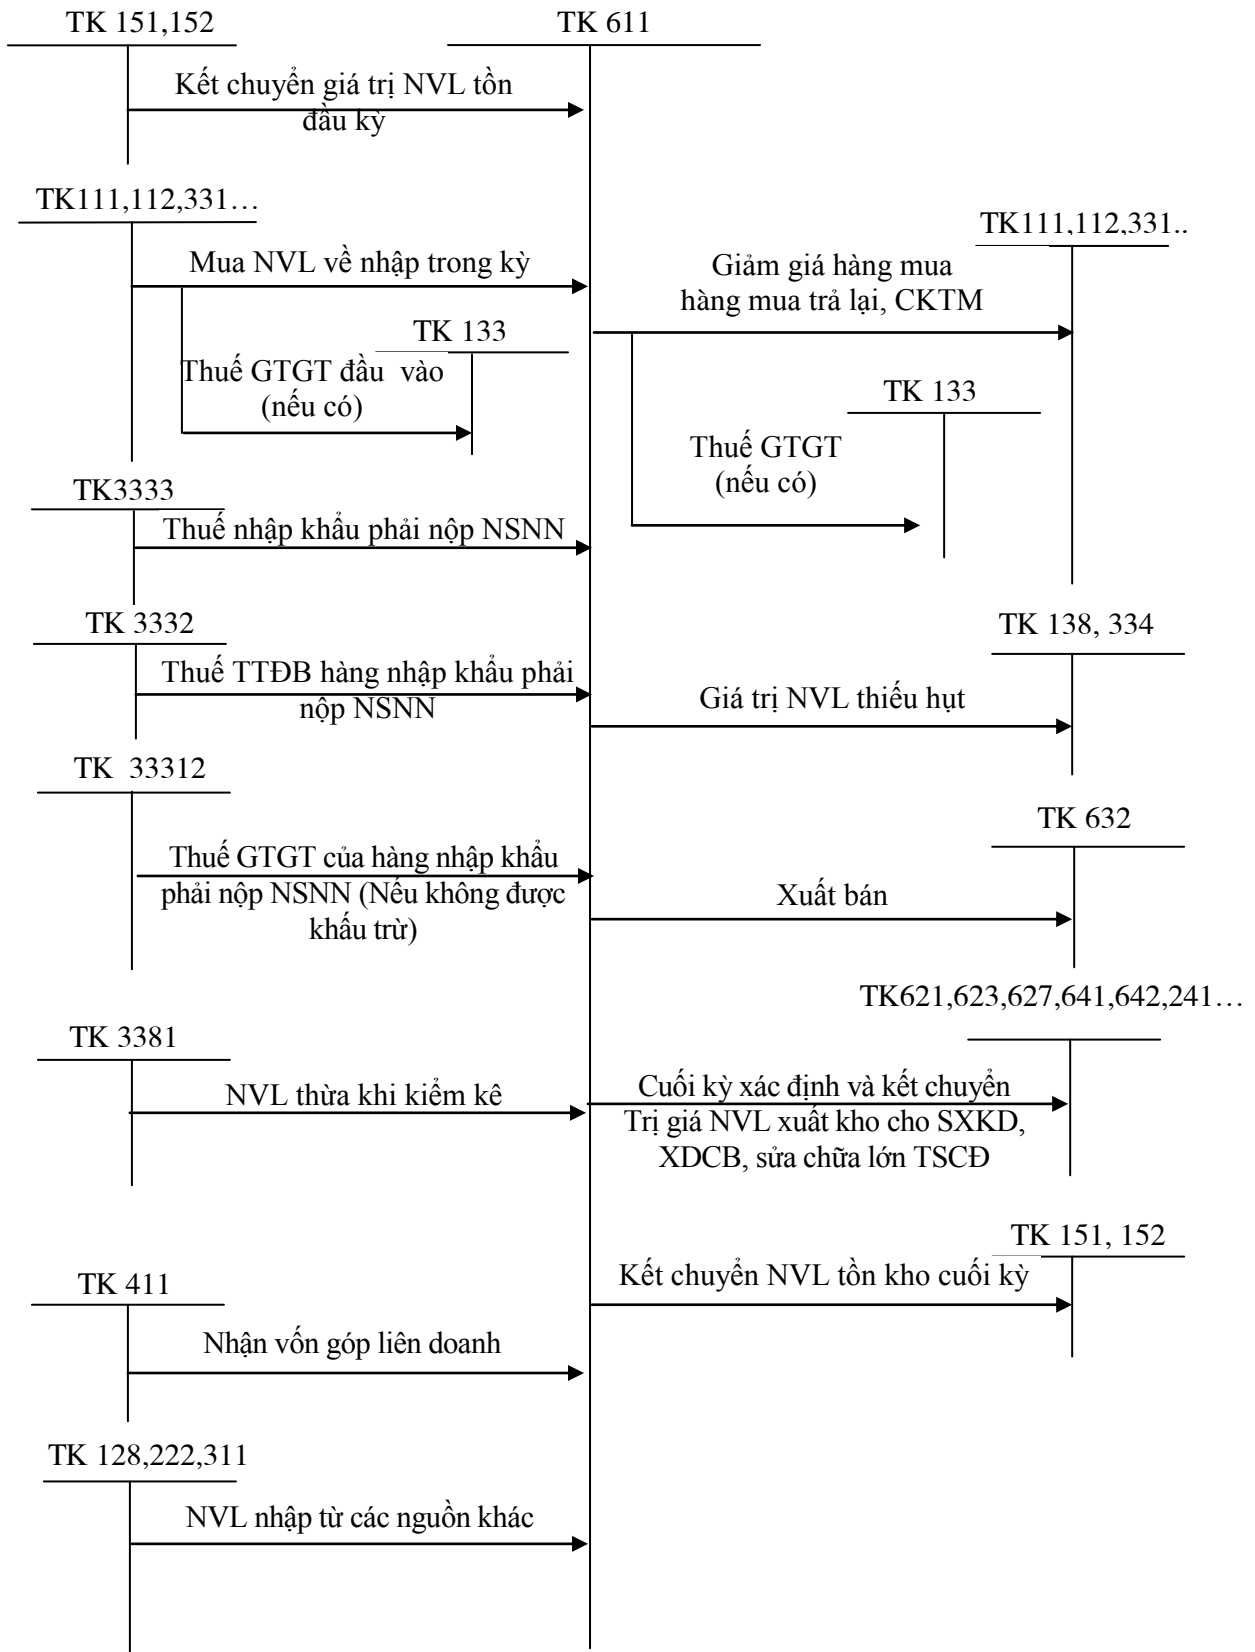 TK 151,152
TK 611
Kết chuyển giá trị NVL tồn
đầu kỳ
TK111,112,331…
TK111,112,331..
Mua NVL về nhập trong kỳ
Giảm giá hàng mua
hàng mua trả lại, CKTM
TK 133
Thuế GTGT đầu vào
(nếu có)
TK 133
Thuế GTGT
(nếu có)
TK3333
Thuế nhập khẩu phải nộp NSNN
TK 3332
TK 138, 334
Thuế TTĐB hàng nhập khẩu phải
nộp NSNN
Giá trị NVL thiếu hụt
TK 33312
TK 632
Thuế GTGT của hàng nhập khẩu
phải nộp NSNN (Nếu không được
khấu trừ)
Xuất bán
TK621,623,627,641,642,241…
TK 3381
NVL thừa khi kiểm kê
Cuối kỳ xác định và kết chuyển
Trị giá NVL xuất kho cho SXKD,
XDCB, sửa chữa lớn TSCĐ
TK 151, 152
Kết chuyển NVL tồn kho cuối kỳ
TK 411
Nhận vốn góp liên doanh
TK 128,222,311
NVL nhập từ các nguồn khác